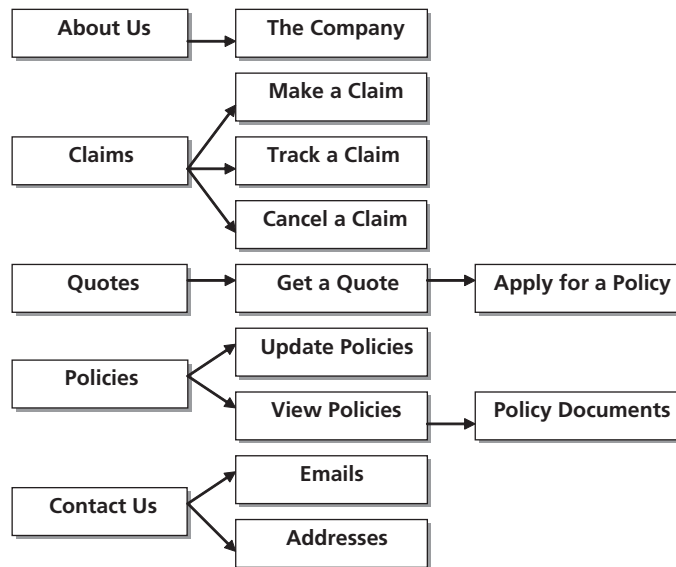 About Us
The Company
Make a Claim
Claims
Track a Claim
Cancel a Claim
Quotes
Get a Quote
Apply for a Policy
Update Policies
Policies
View Policies
Policy Documents
Emails
Contact Us
Addresses